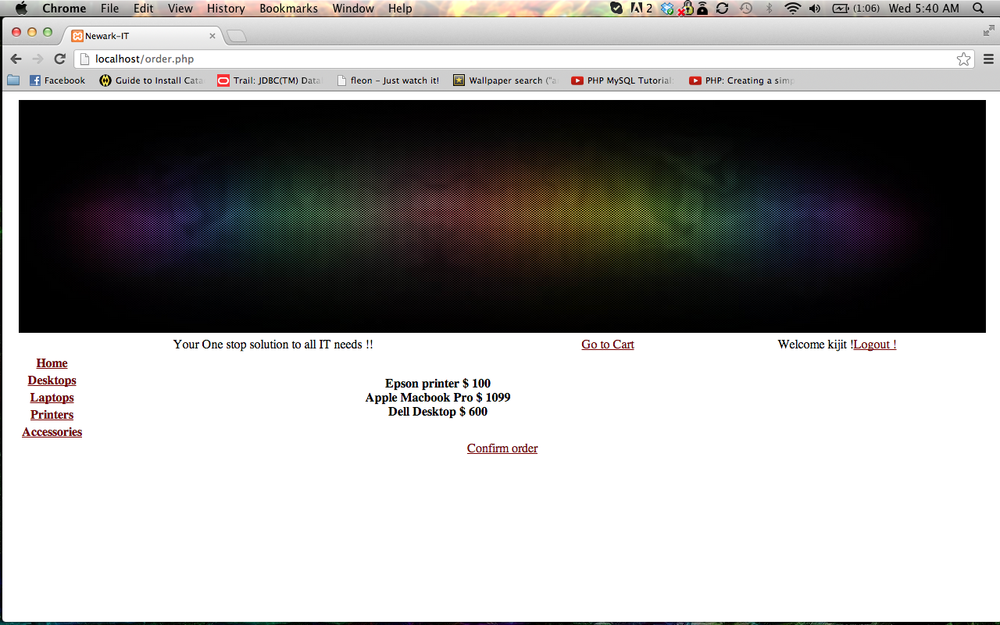 Chrome File Edit View History Bookmarks Window Help 2 (1:06) Wed 5:40 AM
Newark-IT
localhost/order.php
Facebook Guide to Install Cata Trail: JDBC(TM) Data fleon – Just watch it! Wallpaper search ("a PHP MySQL Tutorial PHP: Creating a simp
Your One stop solution to all IT needs !! Go to Cart Welcome kijit !Logout !
Home
Desktops
Laptops
Printers
Accessories
Epson printer $ 100
Apple Macbook Pro $ 1099
Dell Desktop $ 600
Confirm order